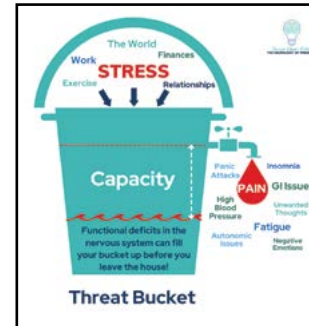 The World
Work
Finances
STRESS
Exercise
Relationships
Capacity
Functional deficits in the
nervous system can fill
your bucket up before you
leave the house!
Threat Bucket
Panic
Attacks
Insomnia
PAIN
GI Issue
High
Blood
Pressure
Unwanted
Thoughts
Fatigue
Autonomic
Issues
Negative
Emotions